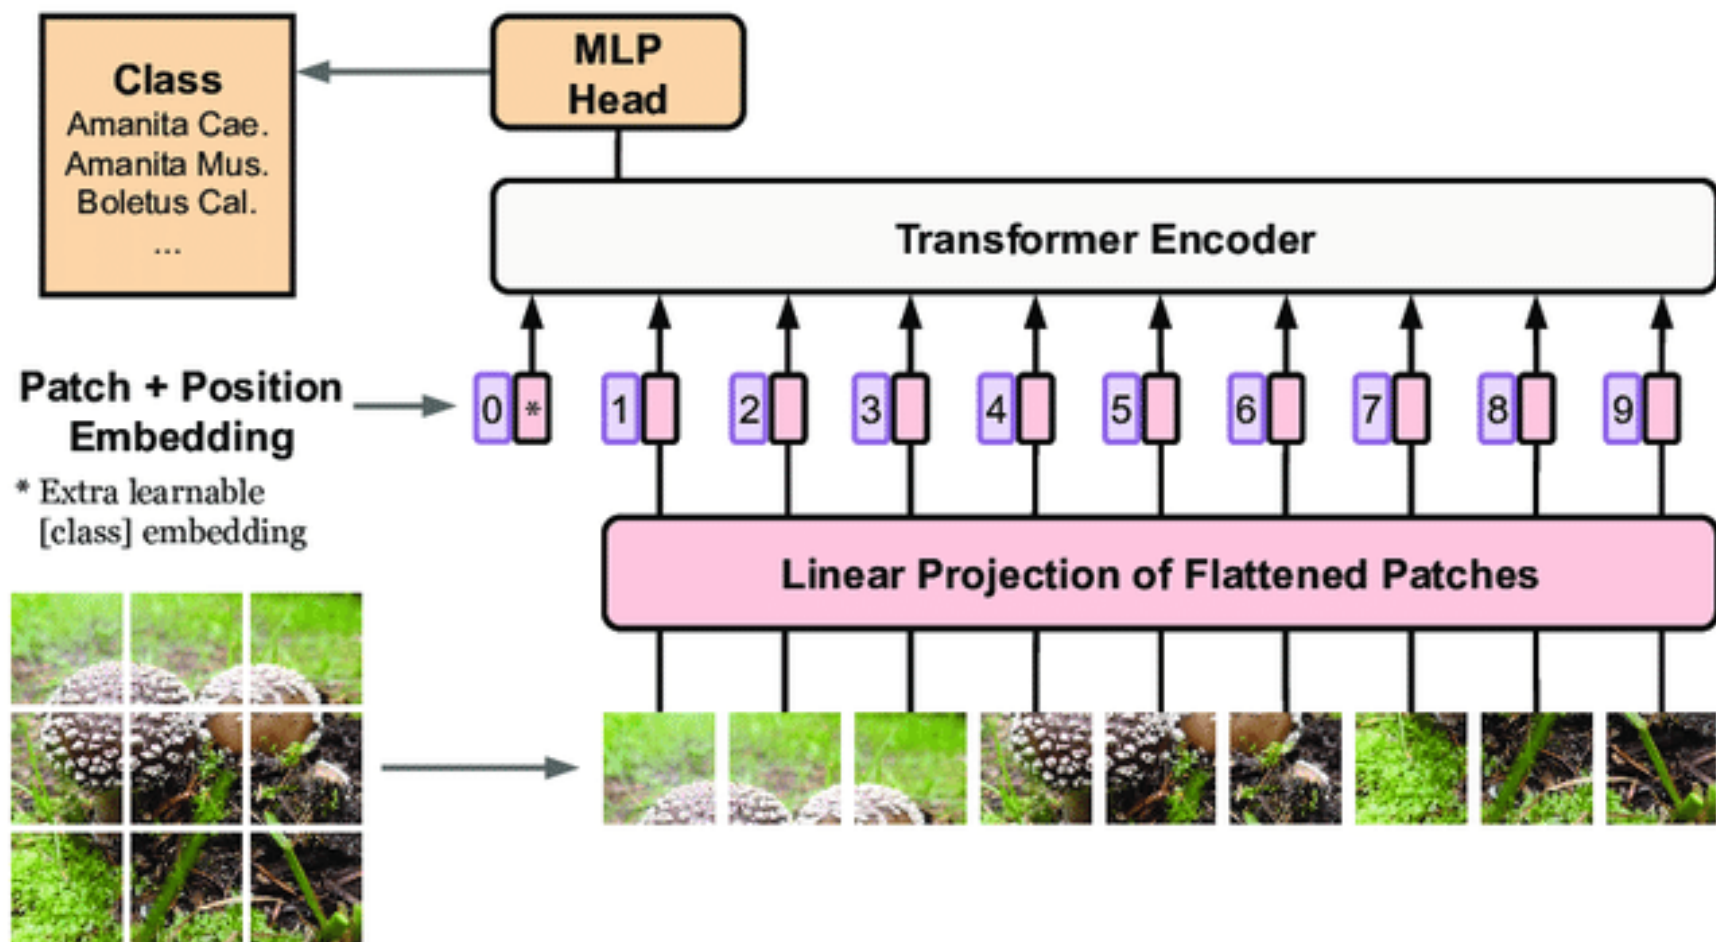 MLP
Head
Class
Amanita Cae.
Amanita Mus.
Boletus Cal.
...
Transformer Encoder
Patch + Position
Embedding
0 * 1 2 3 4 5 6 7 8 9
* Extra learnable
[class] embedding
Linear Projection of Flattened Patches